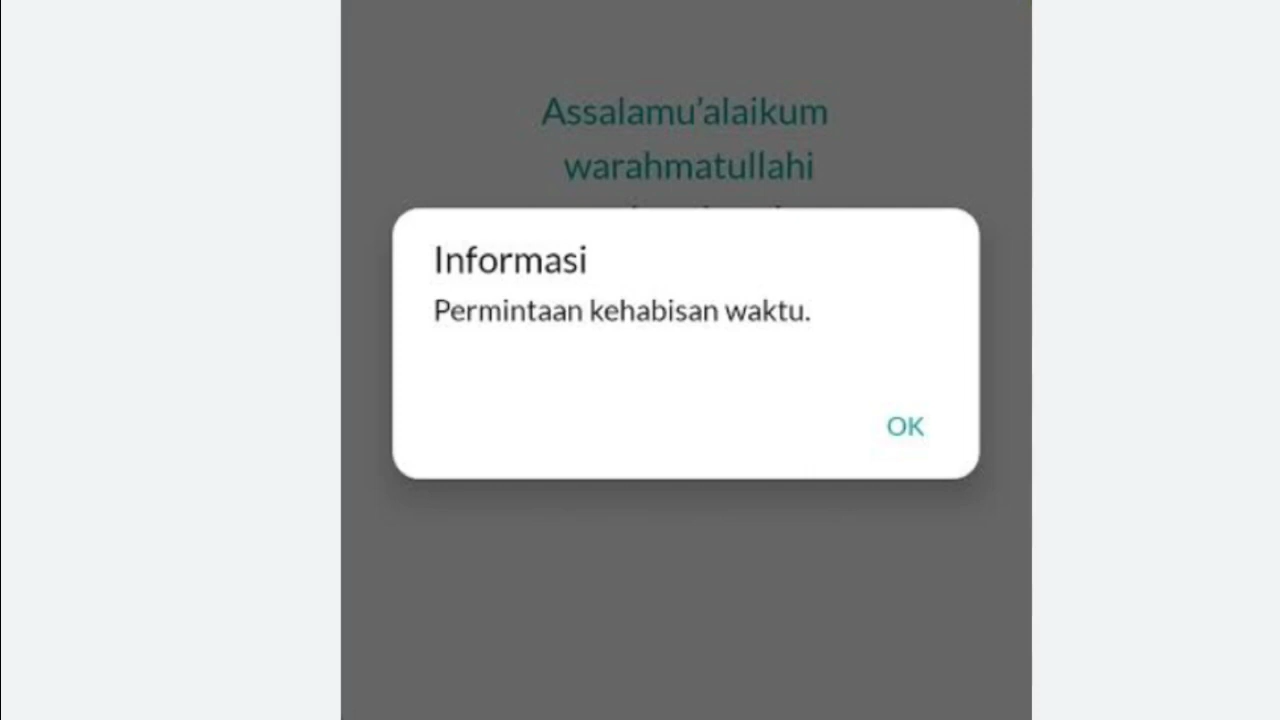 Assalamu’alaikum
warahmatullahi
Informasi
Permintaan kehabisan waktu.
OK